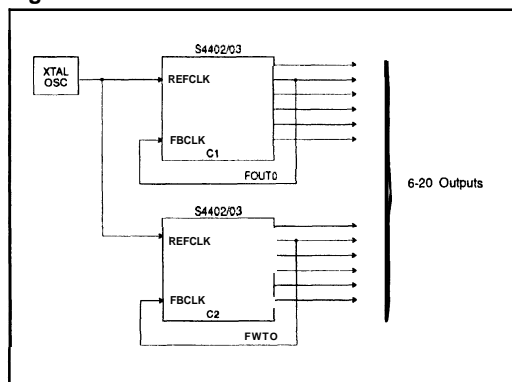 S4402/03
XTAL
OSC
REFCLK
FBCLK
C1
FOUT0
6-20 Outputs
S4402/03
REFCLK
FBCLK
C2
FWTO